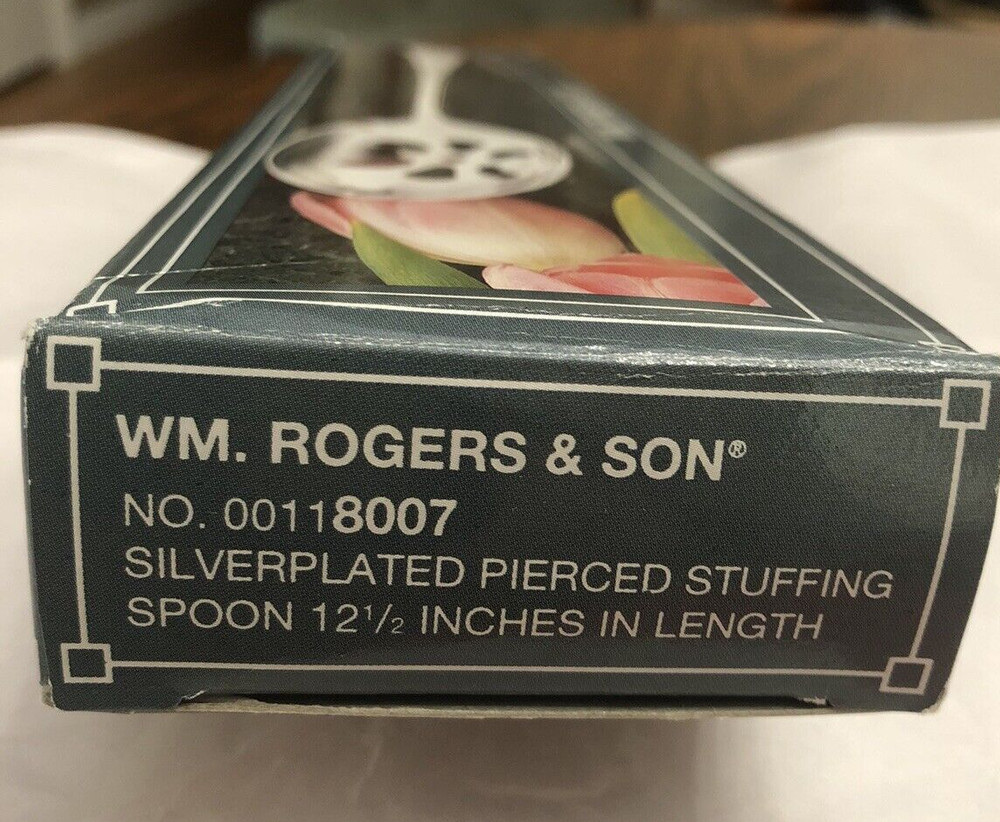 WM. ROGERS & SON®
NO. 00118007
SILVERPLATED PIERCED STUFFING
SPOON 12½ INCHES IN LENGTH